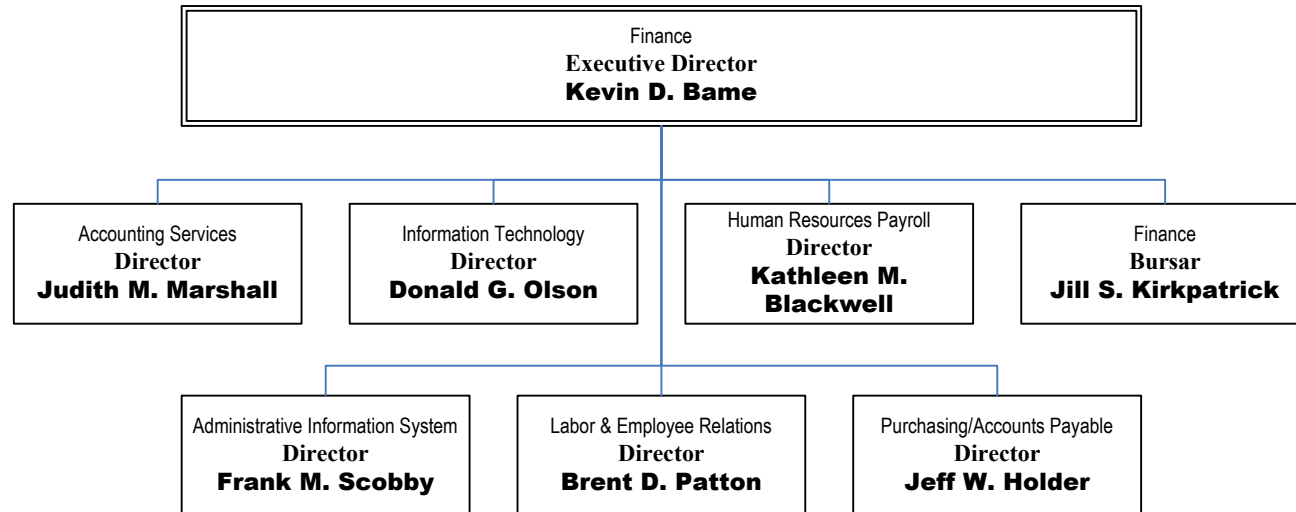 Finance
Executive Director
Kevin D. Bame
Accounting Services
Director
Judith M. Marshall
Information Technology
Director
Donald G. Olson
Human Resources Payroll
Director
Kathleen M.
Blackwell
Finance
Bursar
Jill S. Kirkpatrick
Administrative Information System
Director
Frank M. Scobby
Labor & Employee Relations
Director
Brent D. Patton
Purchasing/Accounts Payable
Director
Jeff W. Holder